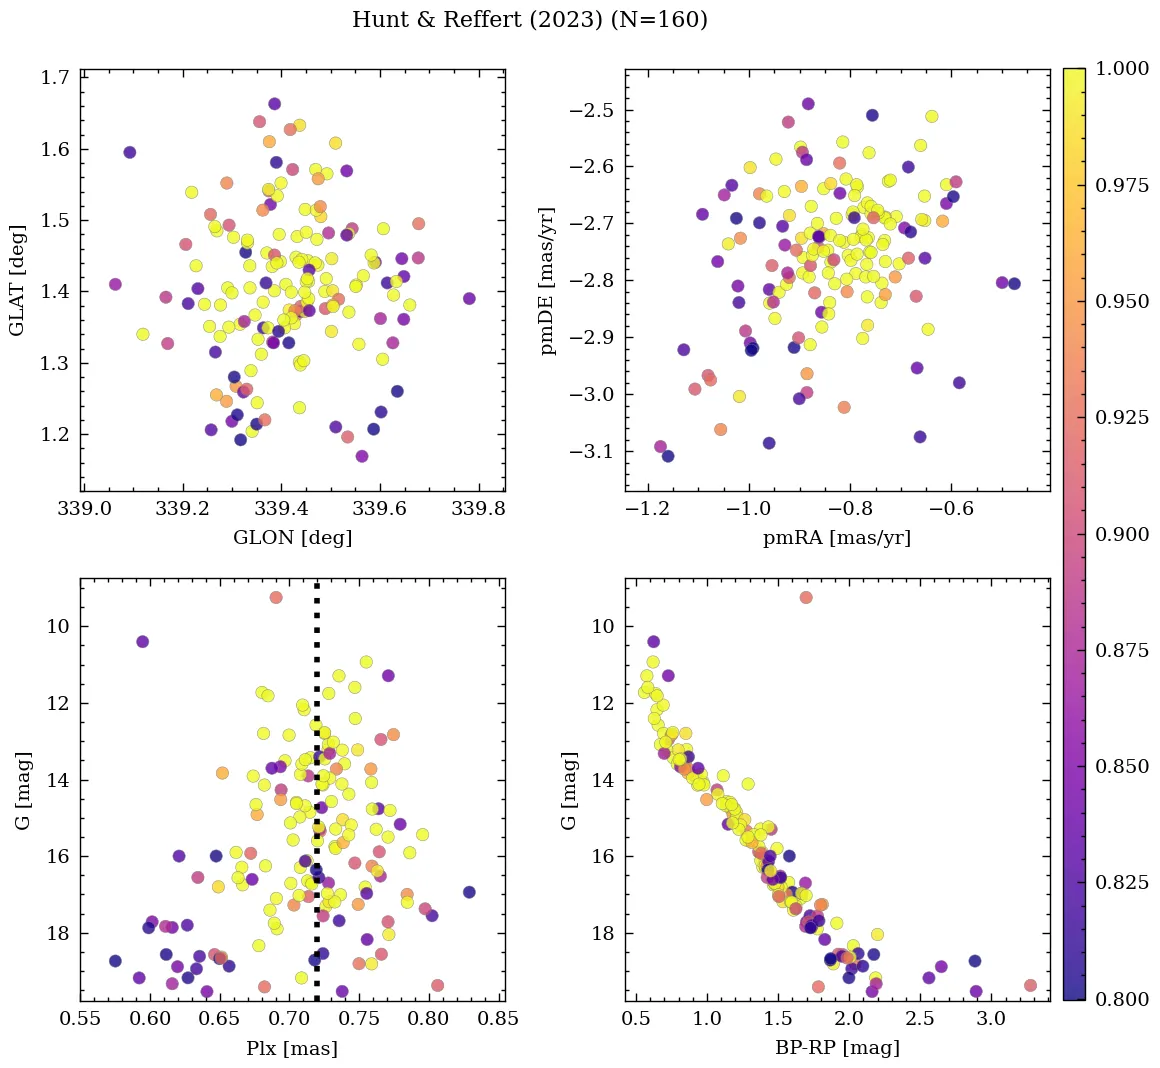 Hunt & Reffert (2023) (N=160)
1.7
1.6
1.5
1.4
1.3
1.2
GLAT [deg]
339.0 339.2 339.4 339.6 339.8
GLON [deg]
−2.5
−2.6
−2.7
−2.8
−2.9
−3.0
−3.1
pmDE [mas/yr]
−1.2 −1.0 −0.8 −0.6
pmRA [mas/yr]
10
12
14
16
18
G [mag]
0.55 0.60 0.65 0.70 0.75 0.80 0.85
Plx [mas]
10
12
14
16
18
G [mag]
0.5 1.0 1.5 2.0 2.5 3.0
BP-RP [mag]
1.000
0.975
0.950
0.925
0.900
0.875
0.850
0.825
0.800